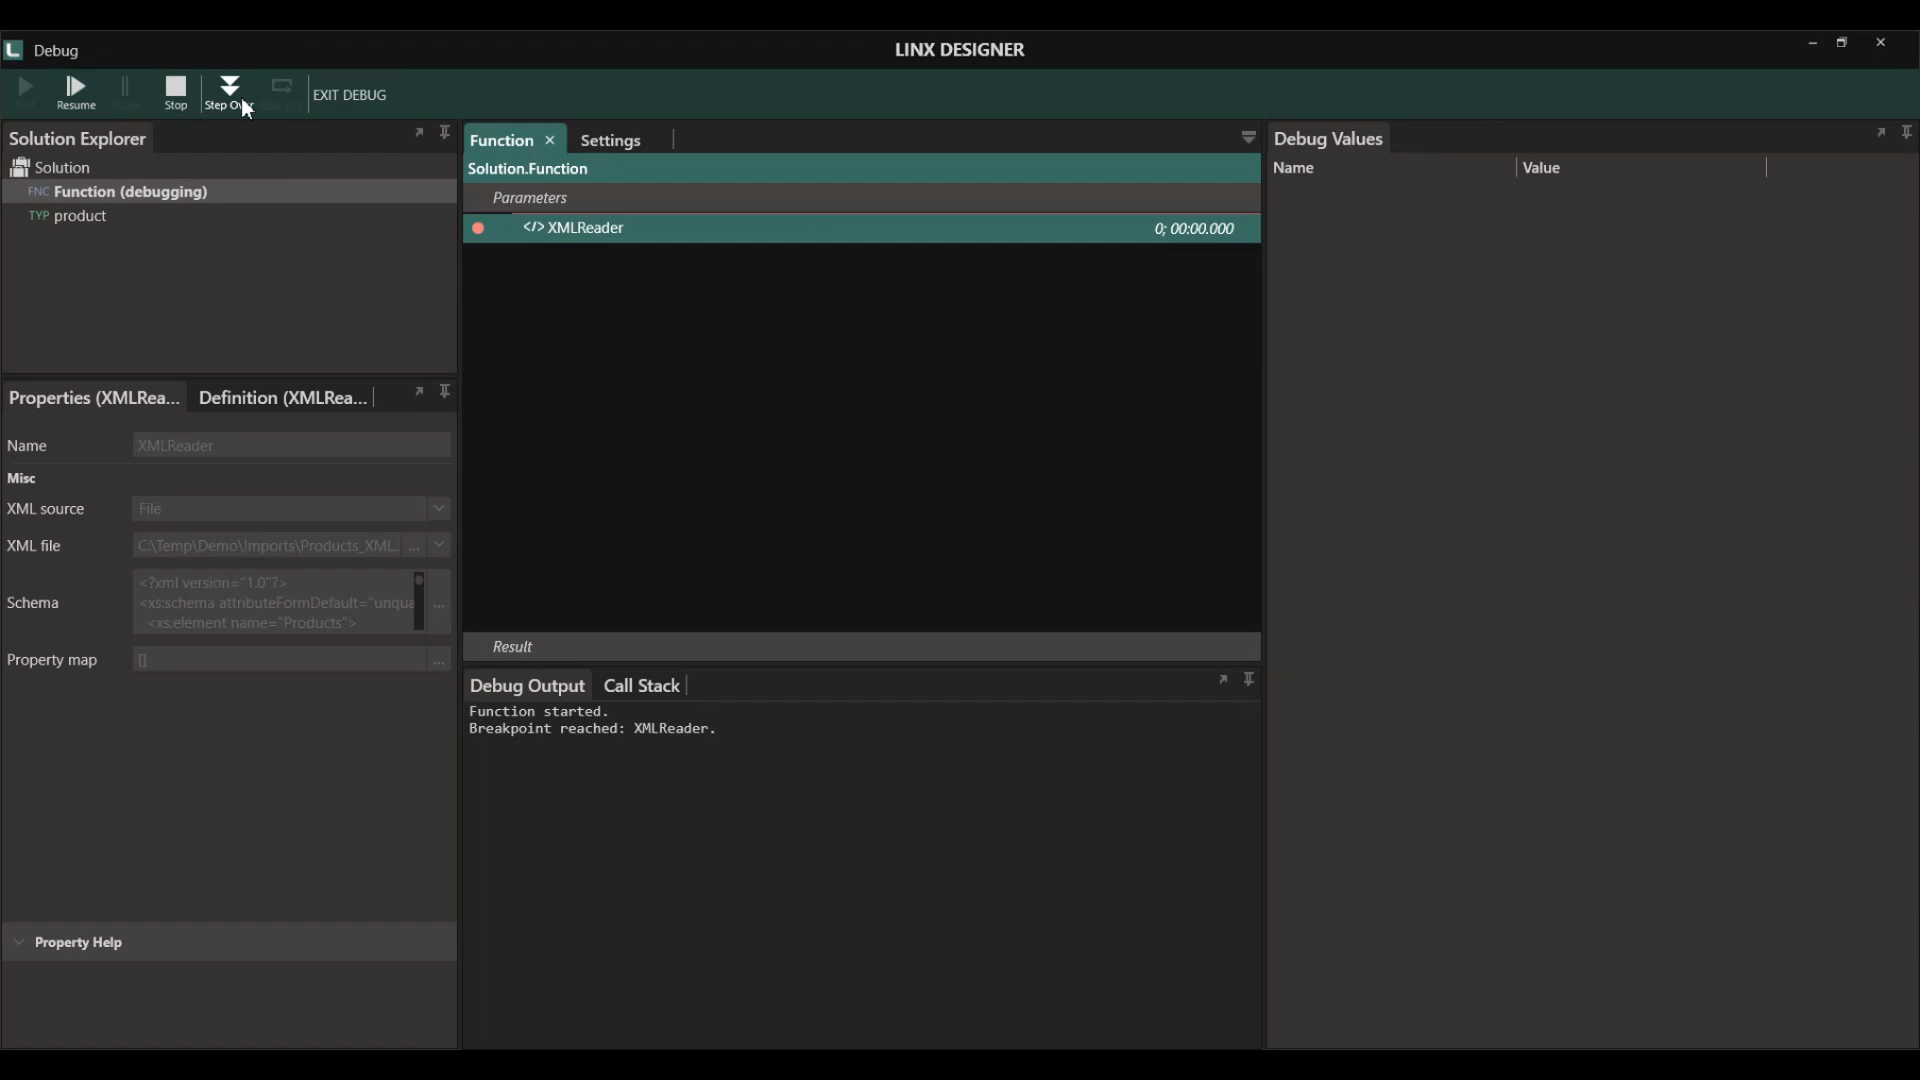 Debug
LINX DESIGNER
Resume
Stop
Step Over
EXIT DEBUG
Solution Explorer
Solution
FNC Function (debugging)
TYP product
Properties (XMLRea...
Definition (XMLRea...
Name
XMLReader
Misc
XML source
File
XML file
C:\Temp\Demo\Imports\Products_XML.
...
Schema
<?xml version="1.0"?>
<xs:schema attributeFormDefault="unqua
<xs:element name="Products">
...
Property map
[]
...
Property Help
Function
Settings
Solution.Function
Parameters
</> XMLReader
0; 00:00.000
Result
Debug Output
Call Stack
Function started.
Breakpoint reached: XMLReader.
Debug Values
Name
Value